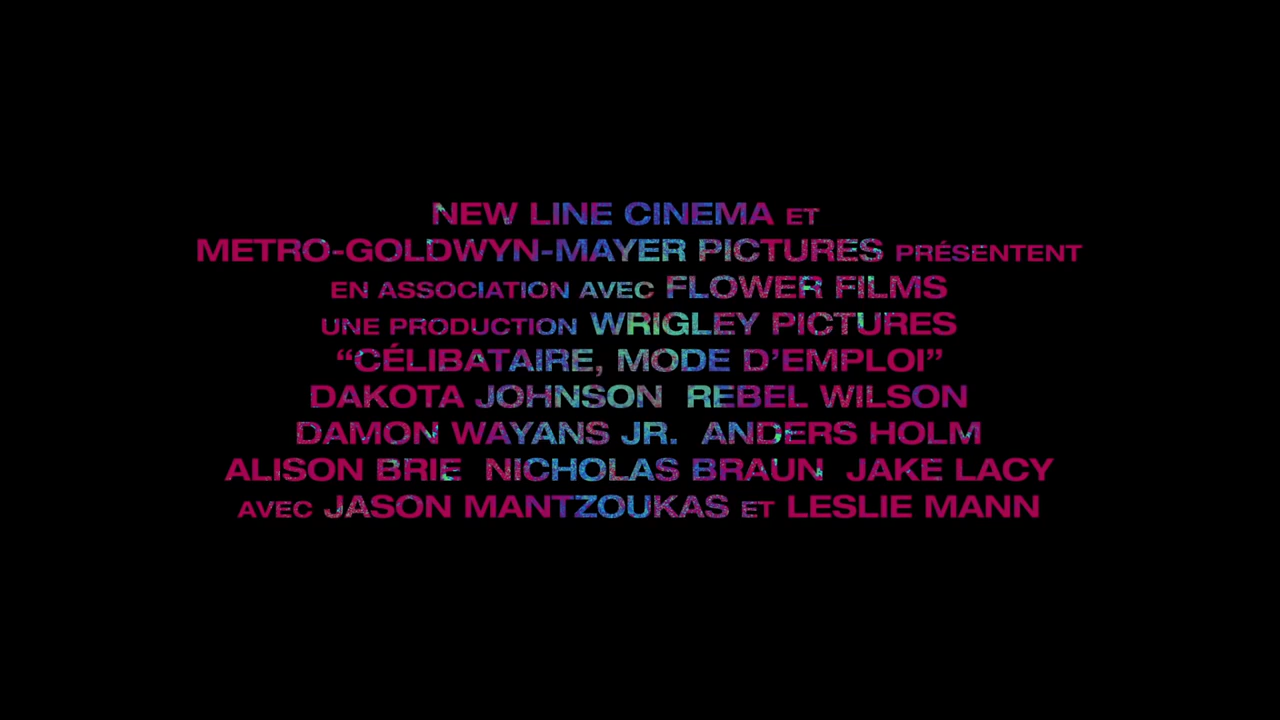 NEW LINE CINEMA ET
METRO-GOLDWYN-MAYER PICTURES PRÉSENTENT
EN ASSOCIATION AVEC FLOWER FILMS
UNE PRODUCTION WRIGLEY PICTURES
“CÉLIBATAIRE, MODE D’EMPLOI”
DAKOTA JOHNSON REBEL WILSON
DAMON WAYANS JR. ANDERS HOLM
ALISON BRIE NICHOLAS BRAUN JAKE LACY
AVEC JASON MANTZOUKAS ET LESLIE MANN